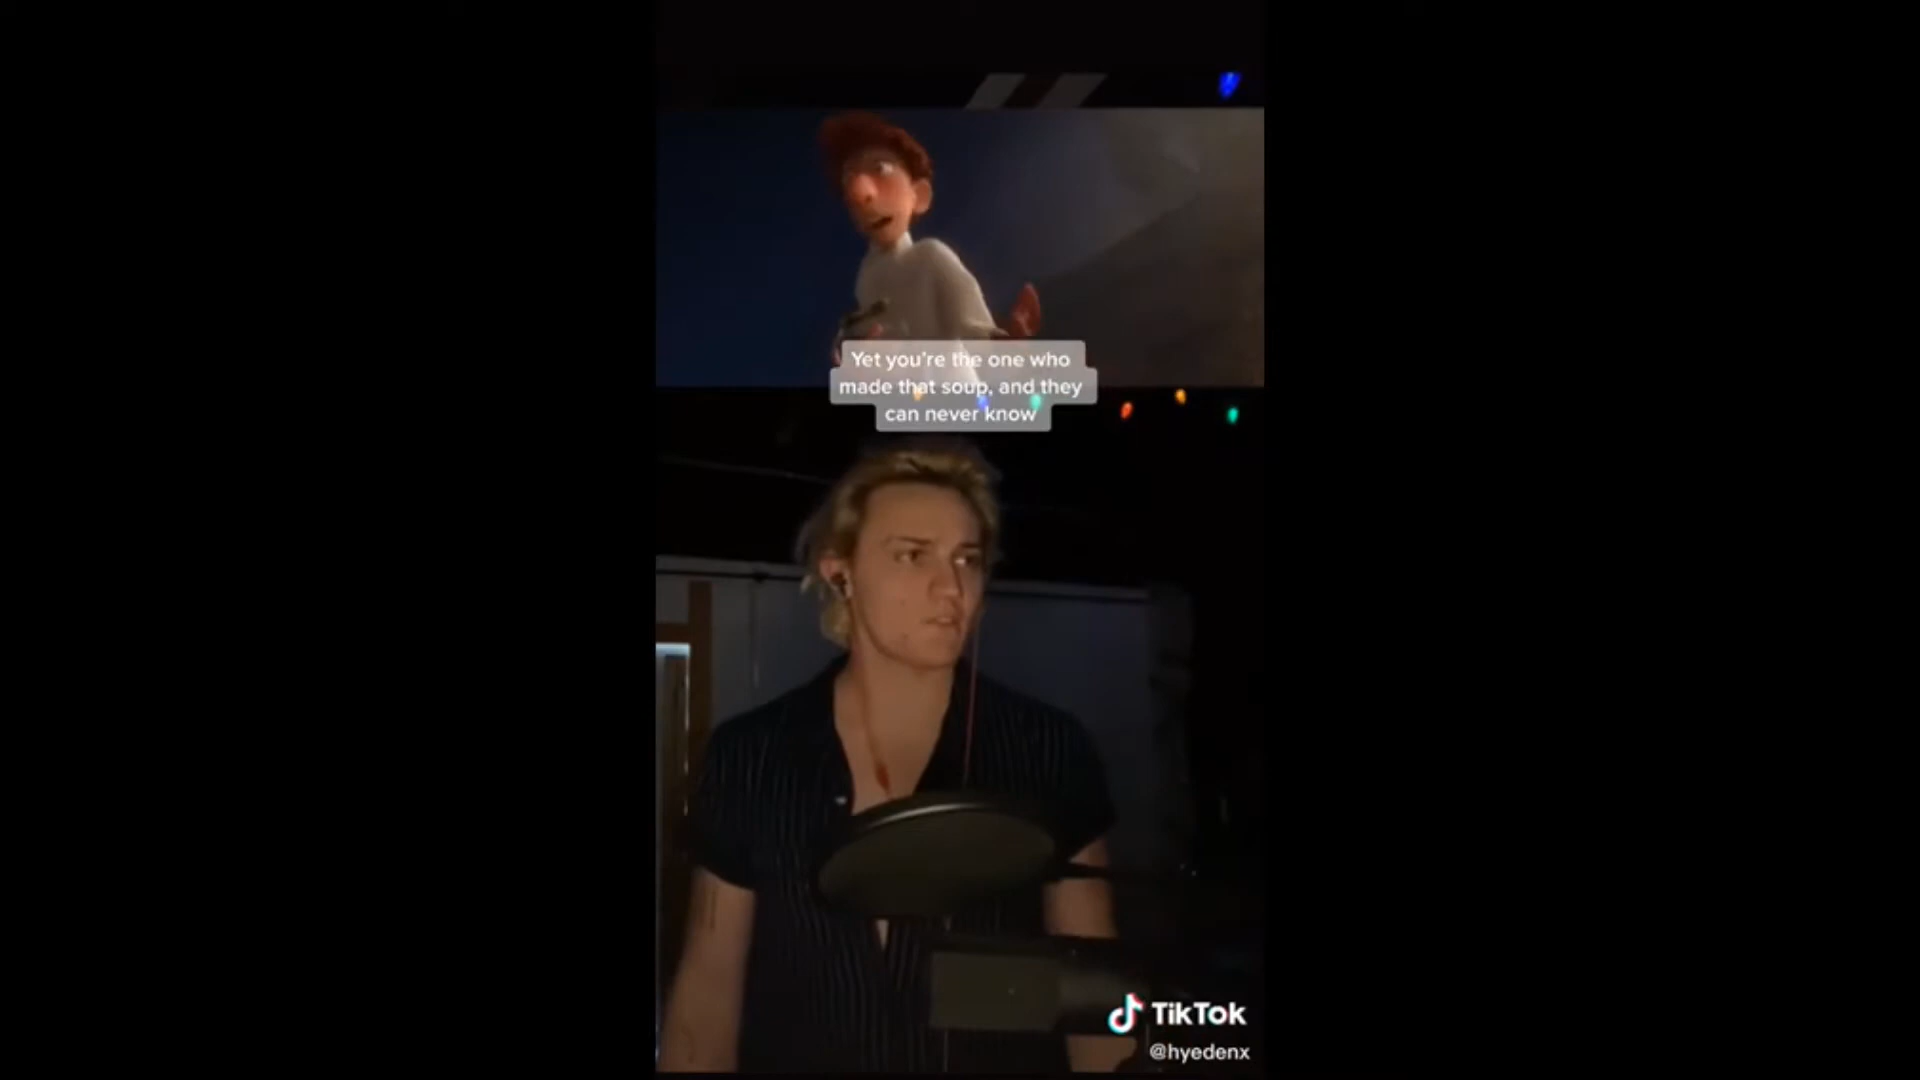 Yet you're the one who
made that soup, and they
can never know
TikTok
@hyedenx